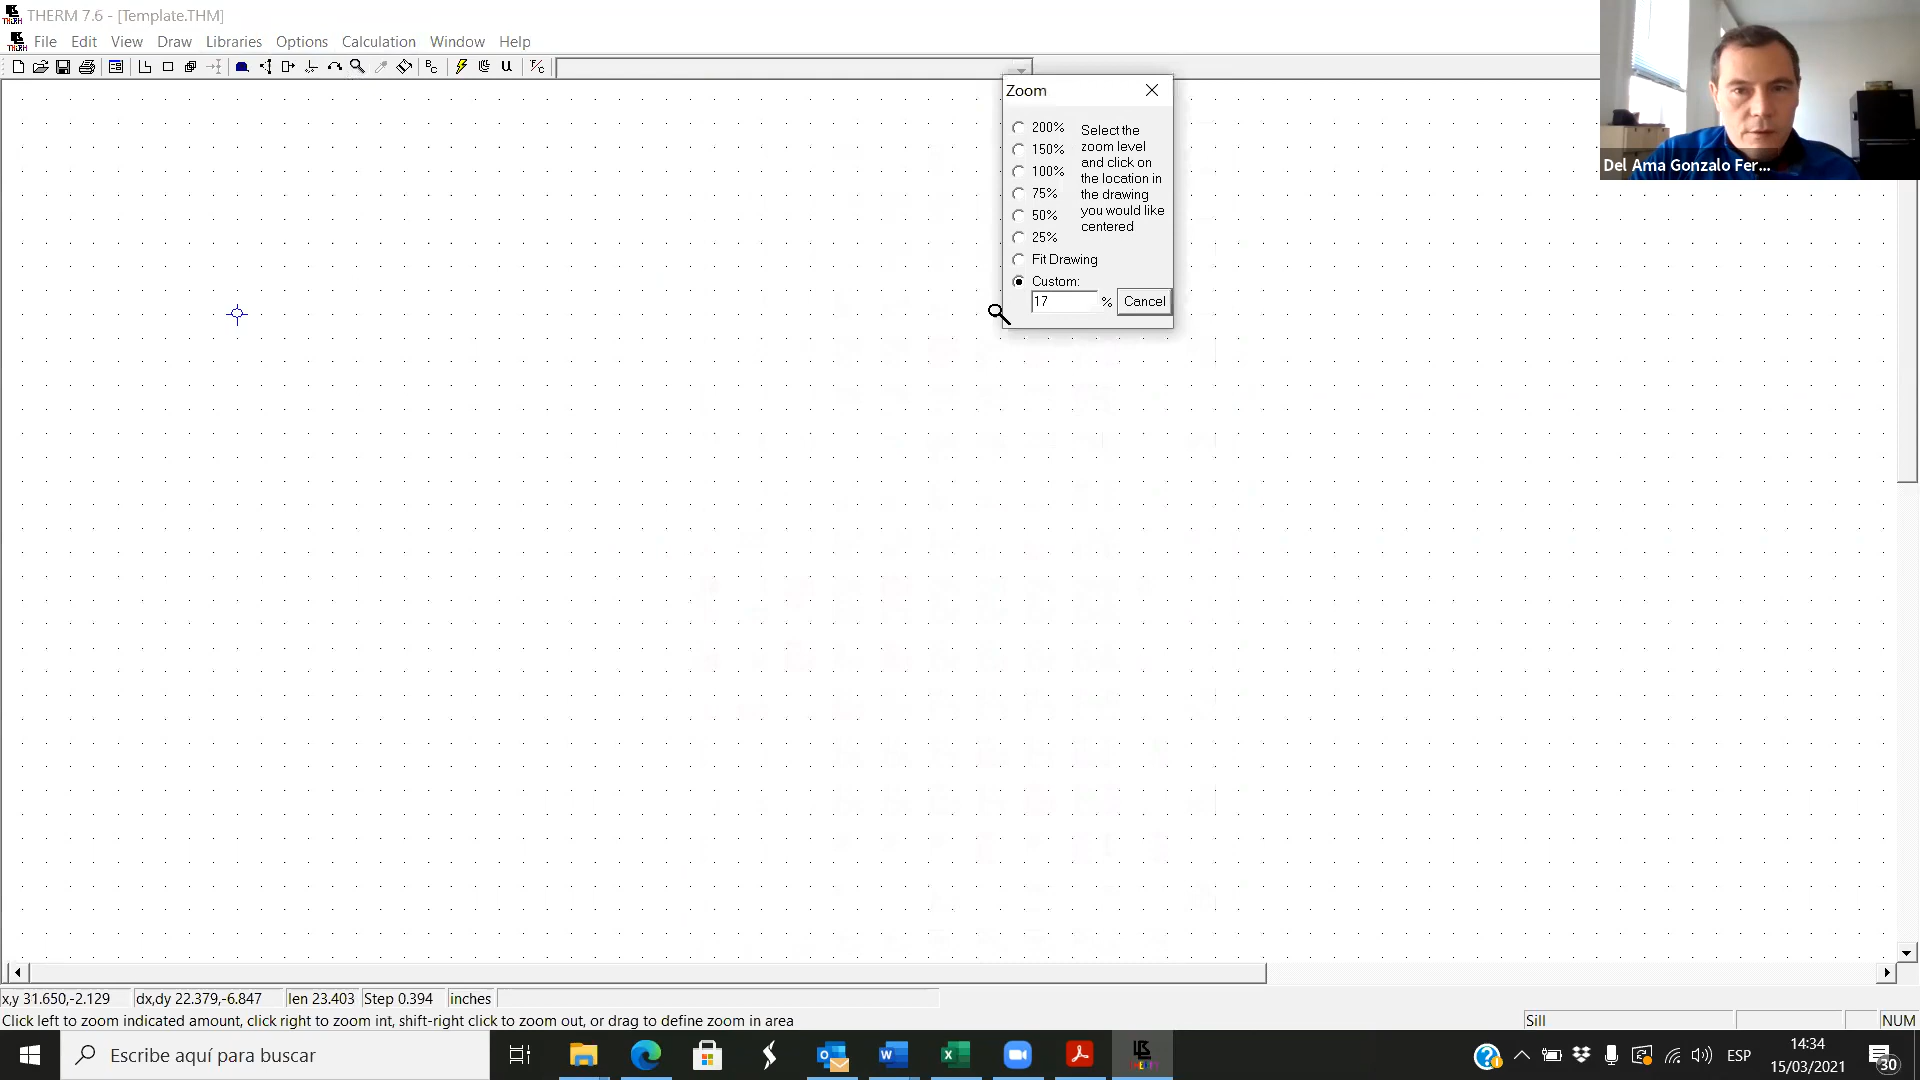 THERM 7.6 - [Template.THM]
File Edit View Draw Libraries Options Calculation Window Help
Zoom
200%
150%
100%
75%
50%
25%
Fit Drawing
Custom:
17 % Cancel
Select the
zoom level
and click on
the location in
the drawing
you would like
centered
Del Ama Gonzalo Fer...
x,y 31.650,-2.129 dx,dy 22.379,-6.847 len 23.403 Step 0.394 inches
Click left to zoom indicated amount, click right to zoom int, shift-right click to zoom out, or drag to define zoom in area Sill NUM
Escribe aquí para buscar
ESP
14:34
15/03/2021
30